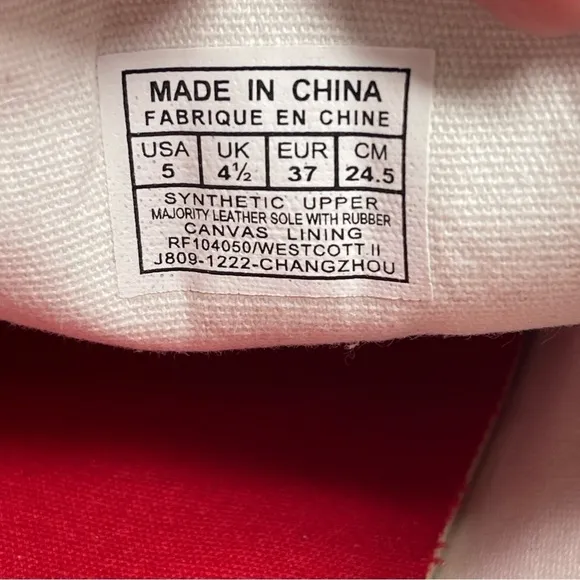 MADE IN CHINA
FABRIQUE EN CHINE
USA UK EUR CM
5 4½ 37 24.5
SYNTHETIC UPPER
MAJORITY LEATHER SOLE WITH RUBBER
CANVAS LINING
RF104050/WESTCOTT.II
J809-1222-CHANGZHOU